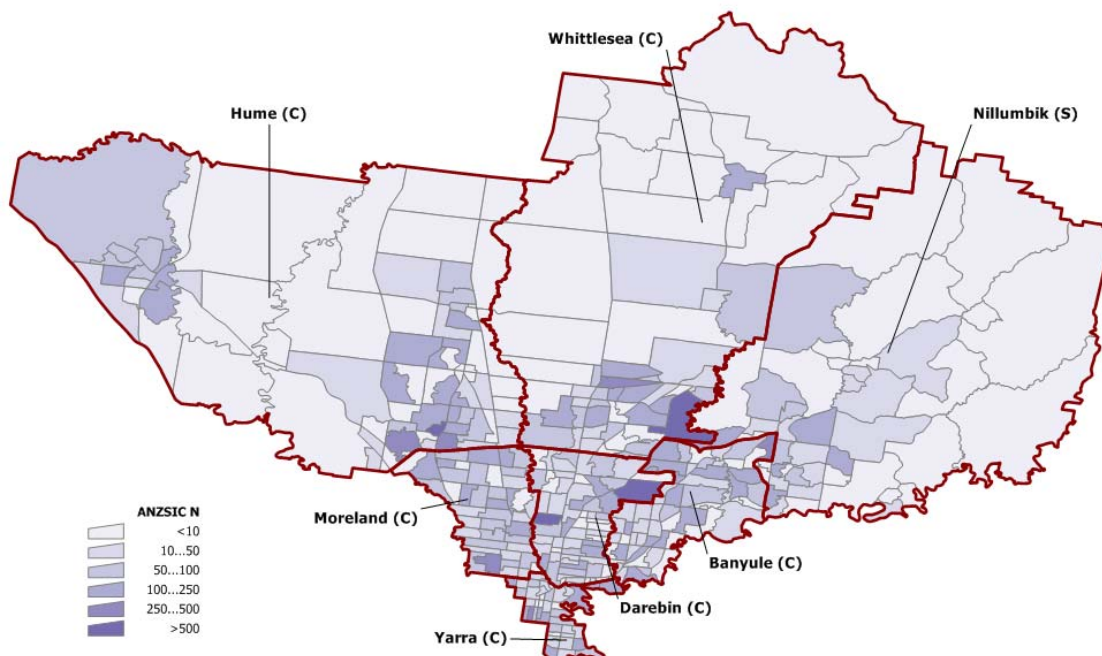 Whittlesea (C)
Hume (C)
Nillumbik (S)
ANZSIC N
<10
10...50
50...100
100...250
250...500
>500
Moreland (C)
Banyule (C)
Darebin (C)
Yarra (C)